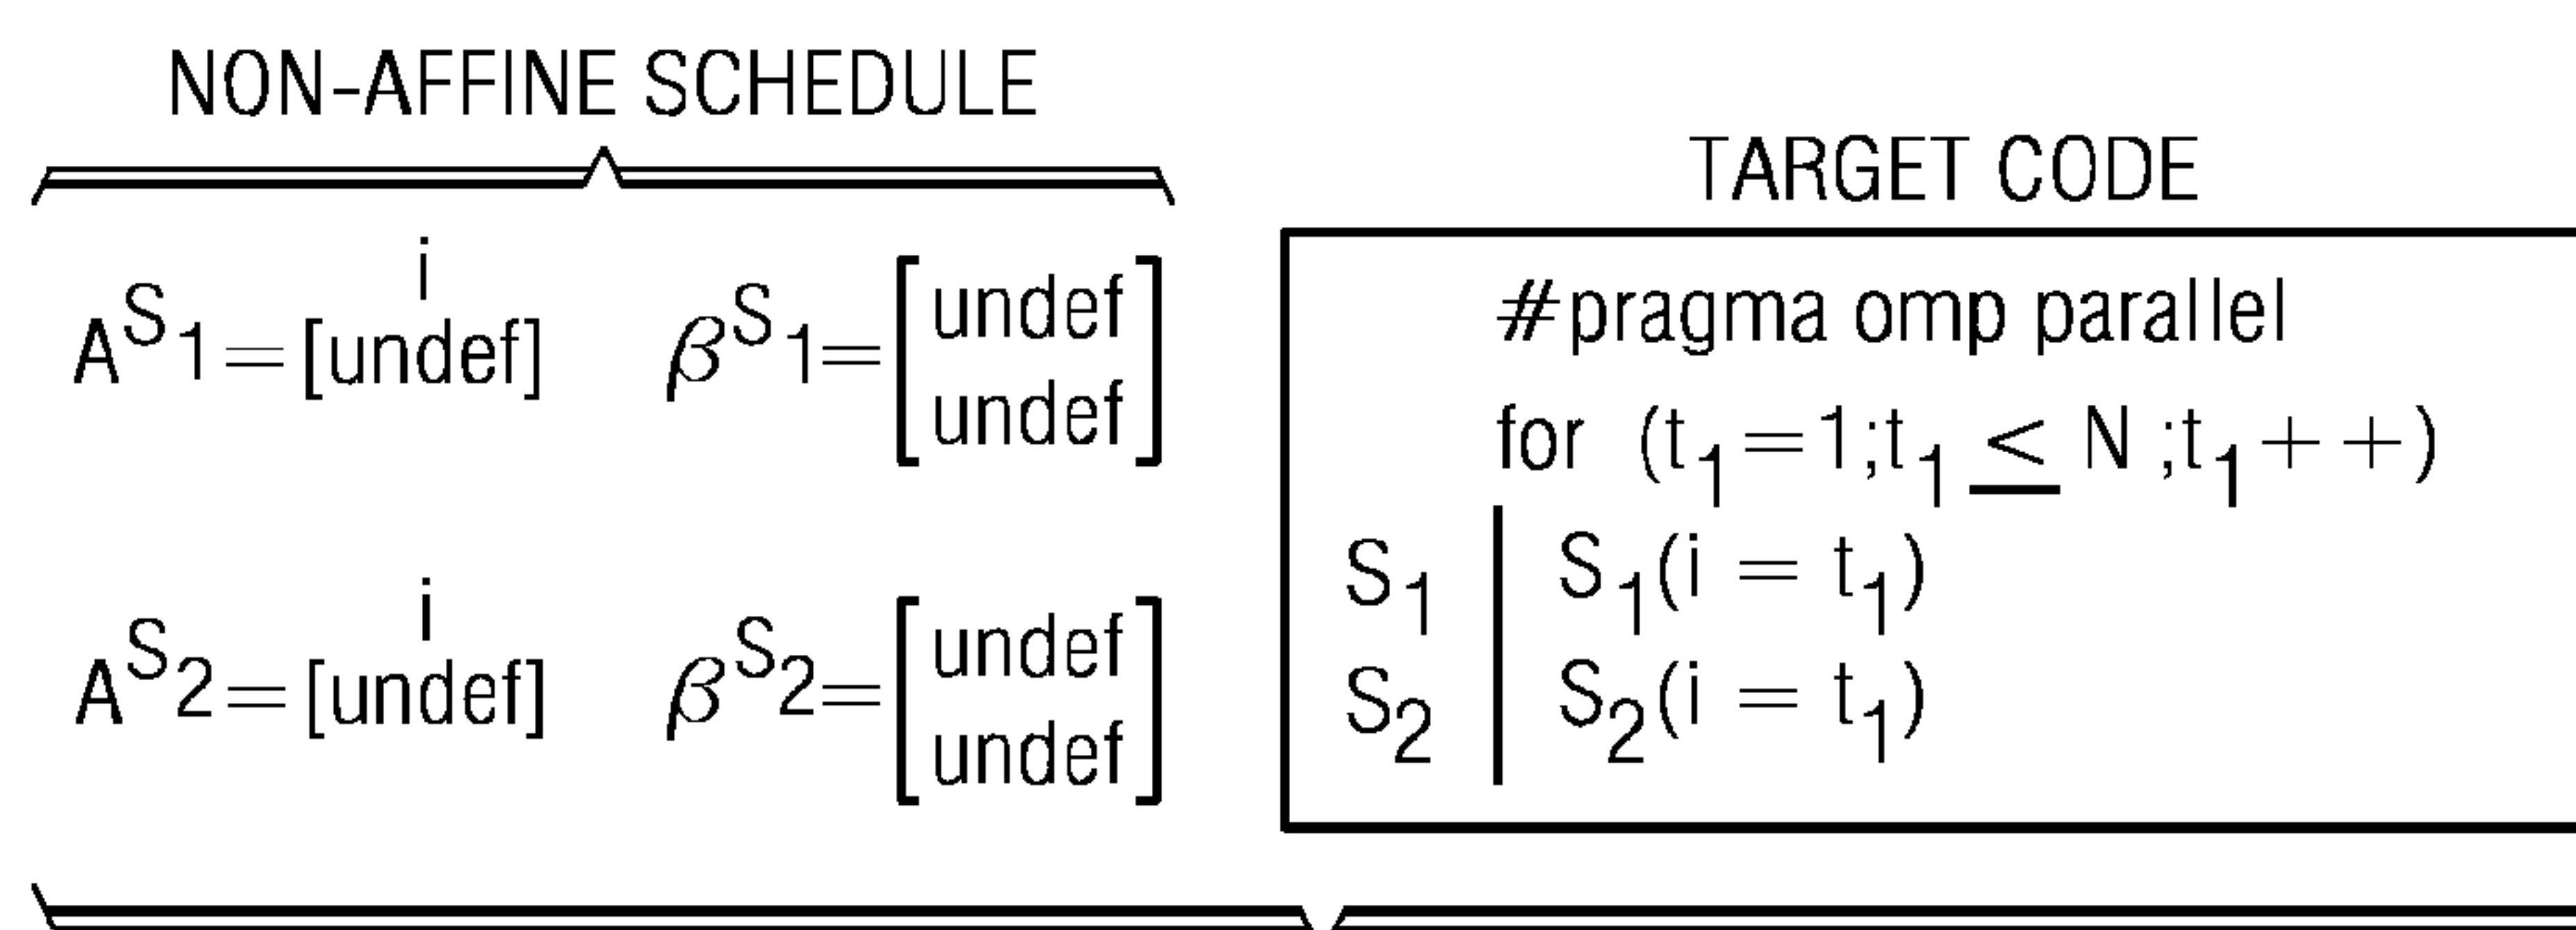 NON-AFFINE SCHEDULE
i
A^S1=[undef] β^S1=[undef
undef]
i
A^S2=[undef] β^S2=[undef
undef]
TARGET CODE
#pragma omp parallel
for (t1=1;t1 ≤ N ;t1++)
S1 | S1(i = t1)
S2 | S2(i = t1)